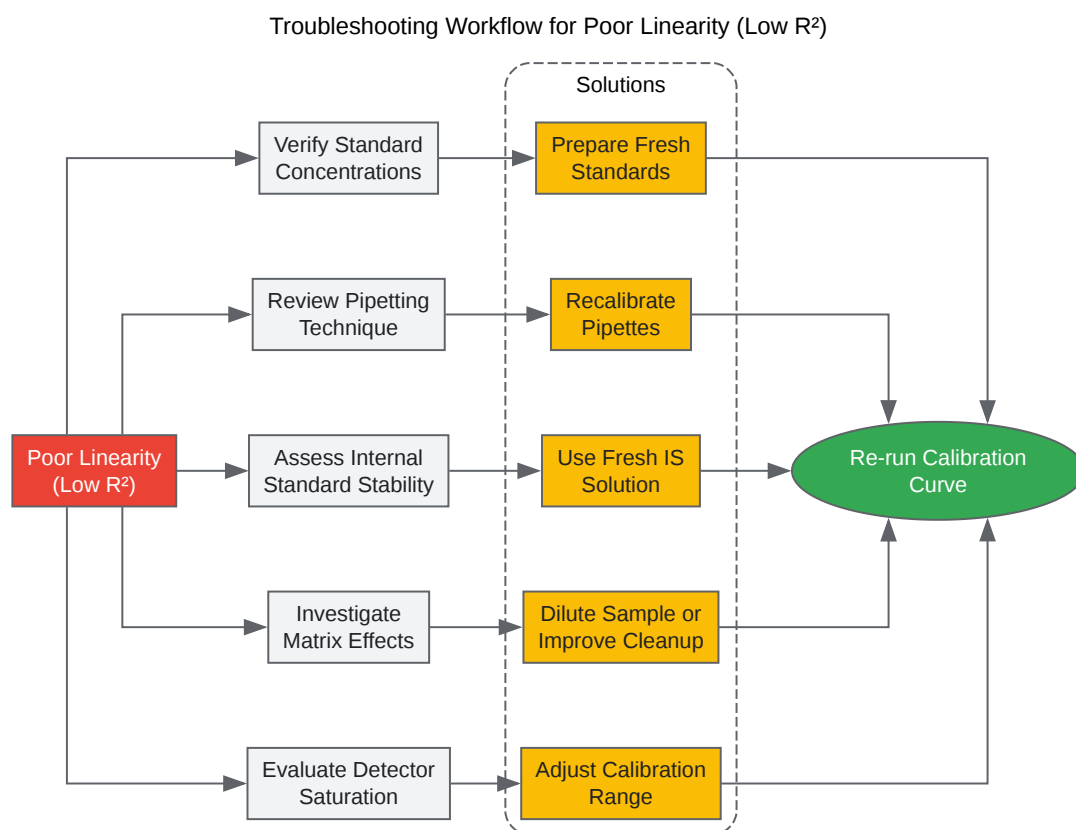 Troubleshooting Workflow for Poor Linearity (Low R²)
Solutions
Verify Standard
Concentrations
Prepare Fresh
Standards
Review Pipetting
Technique
Recalibrate
Pipettes
Poor Linearity
(Low R²)
Assess Internal
Standard Stability
Use Fresh IS
Solution
Re-run Calibration
Curve
Investigate
Matrix Effects
Dilute Sample or
Improve Cleanup
Evaluate Detector
Saturation
Adjust Calibration
Range